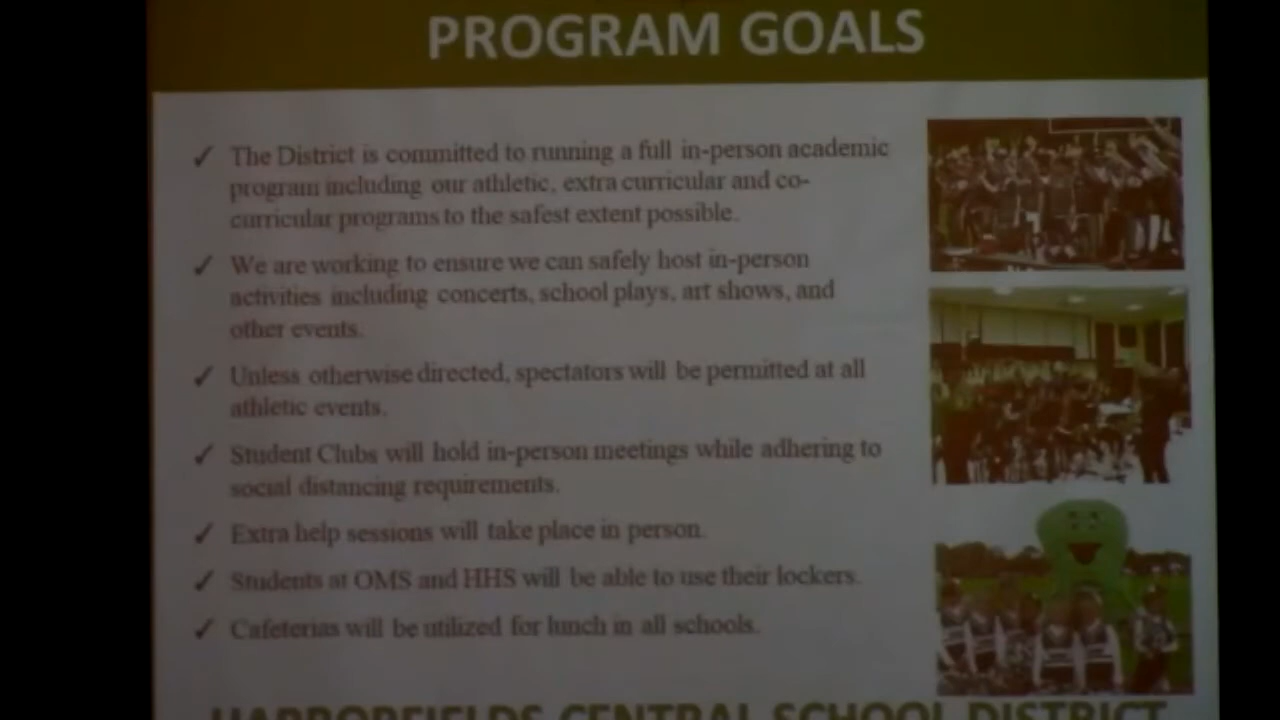 PROGRAM GOALS
✓ The District is committed to running a full in-person academic
program including our athletic, extra curricular and co-
curricular programs to the safest extent possible.
✓ We are working to ensure we can safely host in-person
activities including concerts, school plays, art shows, and
other events.
✓ Unless otherwise directed, spectators will be permitted at all
athletic events.
✓ Student Clubs will hold in-person meetings while adhering to
social distancing requirements.
✓ Extra help sessions will take place in person.
✓ Students at OMS and HHS will be able to use their lockers.
✓ Cafeterias will be utilized for lunch in all schools.
HARBORFIELDS CENTRAL SCHOOL DISTRICT